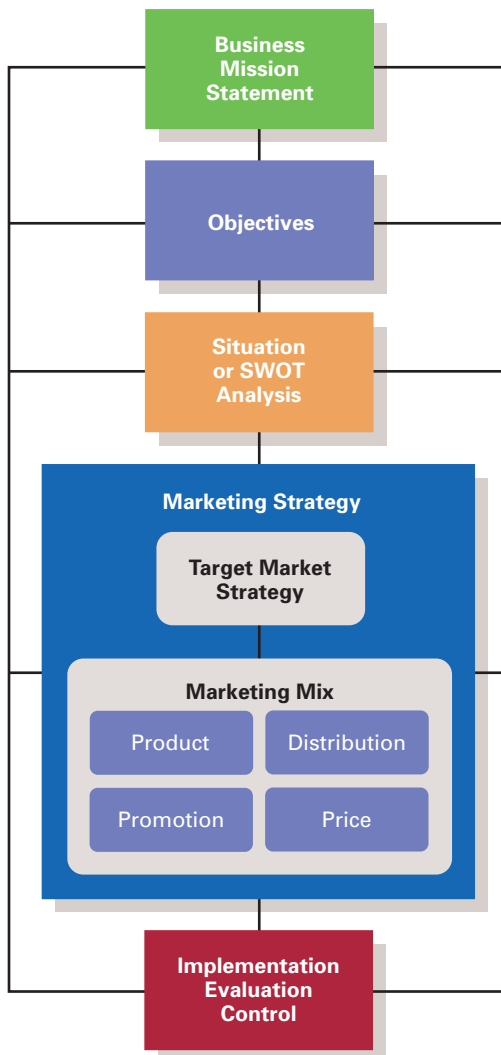 Business
Mission
Statement
Objectives
Situation
or SWOT
Analysis
Marketing Strategy
Target Market
Strategy
Marketing Mix
Product
Distribution
Promotion
Price
Implementation
Evaluation
Control